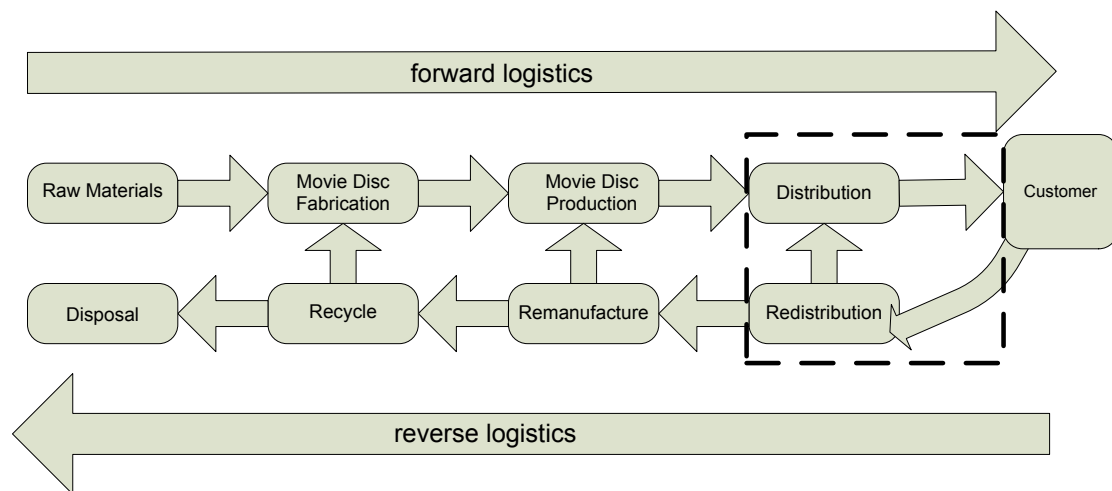 forward logistics
Raw Materials
Movie Disc
Fabrication
Movie Disc
Production
Distribution
Customer
Disposal
Recycle
Remanufacture
Redistribution
reverse logistics